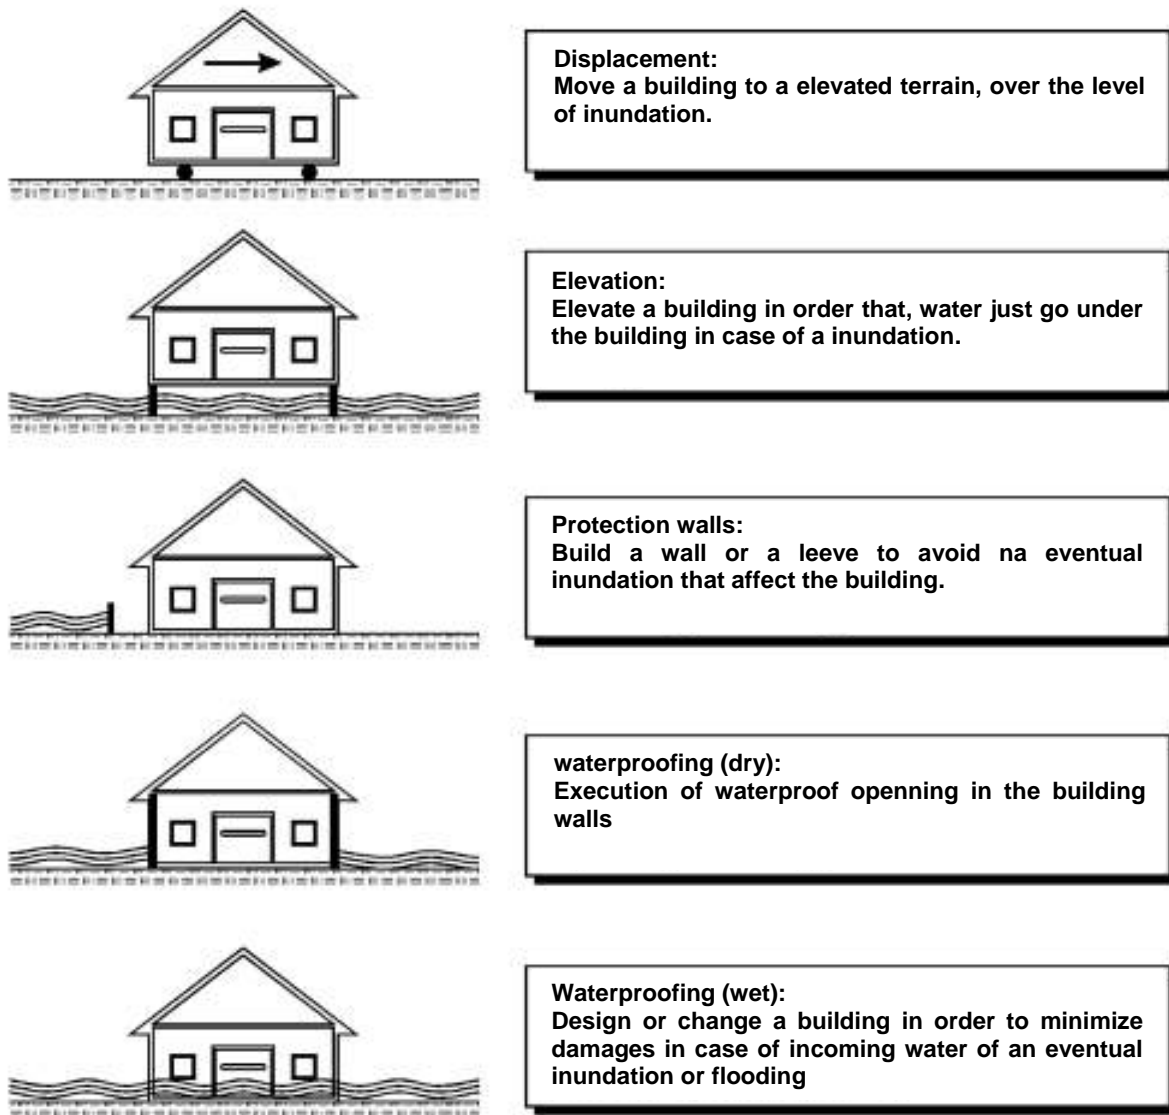 Displacement:
Move a building to a elevated terrain, over the level
of inundation.
Elevation:
Elevate a building in order that, water just go under
the building in case of a inundation.
Protection walls:
Build a wall or a leeve to avoid na eventual
inundation that affect the building.
waterproofing (dry):
Execution of waterproof openning in the building
walls
Waterproofing (wet):
Design or change a building in order to minimize
damages in case of incoming water of an eventual
inundation or flooding